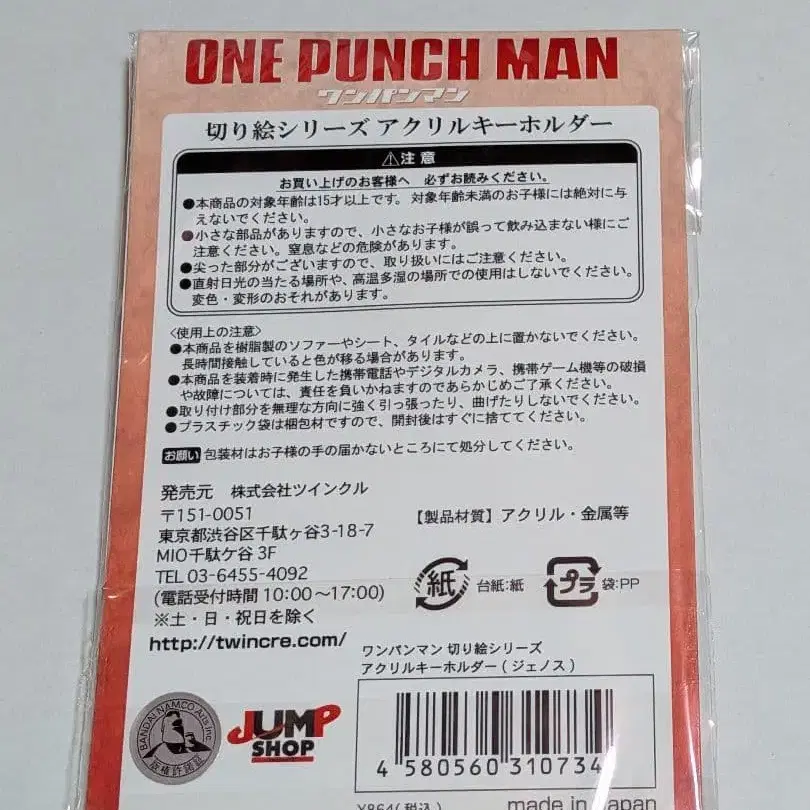 ONE PUNCH MAN
ワンパンマン
切り絵シリーズ アクリルキーホルダー
⚠注意
お買い上げのお客様へ 必ずお読みください。
●本商品の対象年齢は15才以上です。対象年齢未満のお子様には絶対に与
えないでください。
●小さな部品がありますので、小さなお子様が誤って飲み込まない様にご
注意ください。窒息などの危険があります。
●尖った部分がございますので、取り扱いにはご注意ください。
●直射日光の当たる場所や、高温多湿の場所での使用はしないでください。
変色・変形のおそれがあります。
〈使用上の注意〉
●本商品を樹脂製のソファーやシート、タイルなどの上に置かないでください。
長時間接触していると色が移る場合があります。
●本商品を装着時に発生した携帯電話やデジタルカメラ、携帯ゲーム機等の破損
や故障については、責任を負いかねますのであらかじめご了承ください。
●取り付け部分を無理な方向に強く引っ張ったり、曲げたりしないでください。
●プラスチック袋は梱包材ですので、開封後はすぐに捨ててください。
お願い 包装材はお子様の手の届かないところにて処分してください。
発売元 株式会社ツインクル
〒151-0051
東京都渋谷区千駄ヶ谷3-18-7
MIO千駄ケ谷 3F
TEL 03-6455-4092
(電話受付時間 10:00～17:00)
※土・日・祝日を除く
http://twincre.com/
【製品材質】アクリル・金属等
紙 台紙:紙
プラ 袋:PP
ワンパンマン 切り絵シリーズ
アクリルキーホルダー(ジェノス)
BANDAI NAMCO Arts Inc.
版権許諾証
JUMP
SHOP
4 580560 310734
¥864(税込)
made in Japan